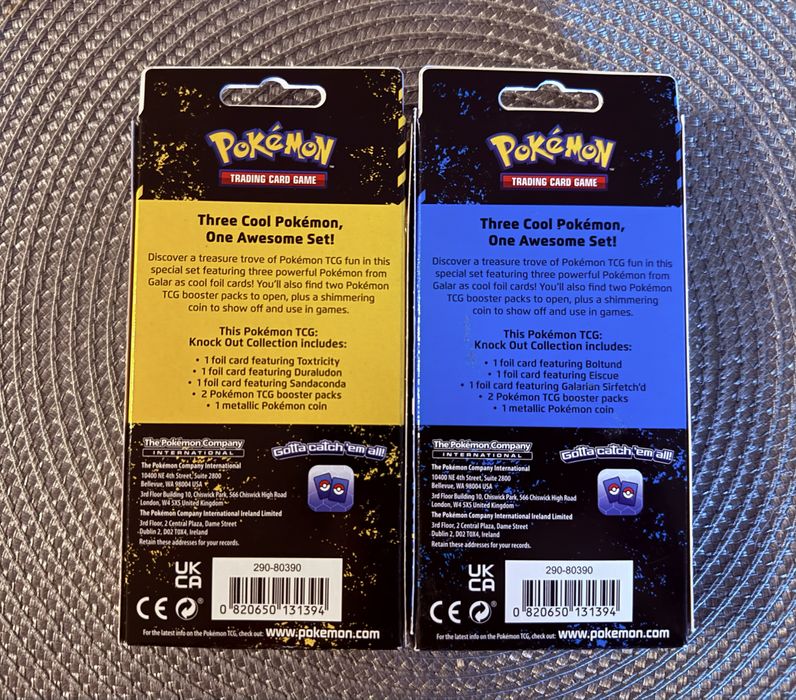 POKéMON
TRADING CARD GAME
Three Cool Pokémon,
One Awesome Set!
Discover a treasure trove of Pokémon TCG fun in this
special set featuring three powerful Pokémon from
Galar as cool foil cards! You'll also find two Pokémon
TCG booster packs to open, plus a shimmering
coin to show off and use in games.
This Pokémon TCG:
Knock Out Collection includes:
• 1 foil card featuring Toxtricity
• 1 foil card featuring Duraludon
• 1 foil card featuring Sandaconda
• 2 Pokémon TCG booster packs
• 1 metallic Pokémon coin
The Pokémon Company
INTERNATIONAL
Gotta catch 'em all!
The Pokémon Company International
10400 NE 4th Street, Suite 2800
Bellevue, WA 98004 USA
3rd Floor Building 10, Chiswick Park, 566 Chiswick High Road
London, W4 5XS United Kingdom
The Pokémon Company International Ireland Limited
3rd Floor, 2 Central Plaza, Dame Street
Dublin 2, D02 T0X4, Ireland
Retain these addresses for your records.
UK
CA
CE
290-80390
0 820650 131394
For the latest info on the Pokémon TCG, check out: www.pokemon.com
POKéMON
TRADING CARD GAME
Three Cool Pokémon,
One Awesome Set!
Discover a treasure trove of Pokémon TCG fun in this
special set featuring three powerful Pokémon from
Galar as cool foil cards! You'll also find two Pokémon
TCG booster packs to open, plus a shimmering
coin to show off and use in games.
This Pokémon TCG:
Knock Out Collection includes:
• 1 foil card featuring Boltund
• 1 foil card featuring Eiscue
• 1 foil card featuring Galarian Sirfetch'd
• 2 Pokémon TCG booster packs
• 1 metallic Pokémon coin
The Pokémon Company
INTERNATIONAL
Gotta catch 'em all!
The Pokémon Company International
10400 NE 4th Street, Suite 2800
Bellevue, WA 98004 USA
3rd Floor Building 10, Chiswick Park, 566 Chiswick High Road
London, W4 5XS United Kingdom
The Pokémon Company International Ireland Limited
3rd Floor, 2 Central Plaza, Dame Street
Dublin 2, D02 T0X4, Ireland
Retain these addresses for your records.
UK
CA
CE
290-80390
0 820650 131394
For the latest info on the Pokémon TCG, check out: www.pokemon.com